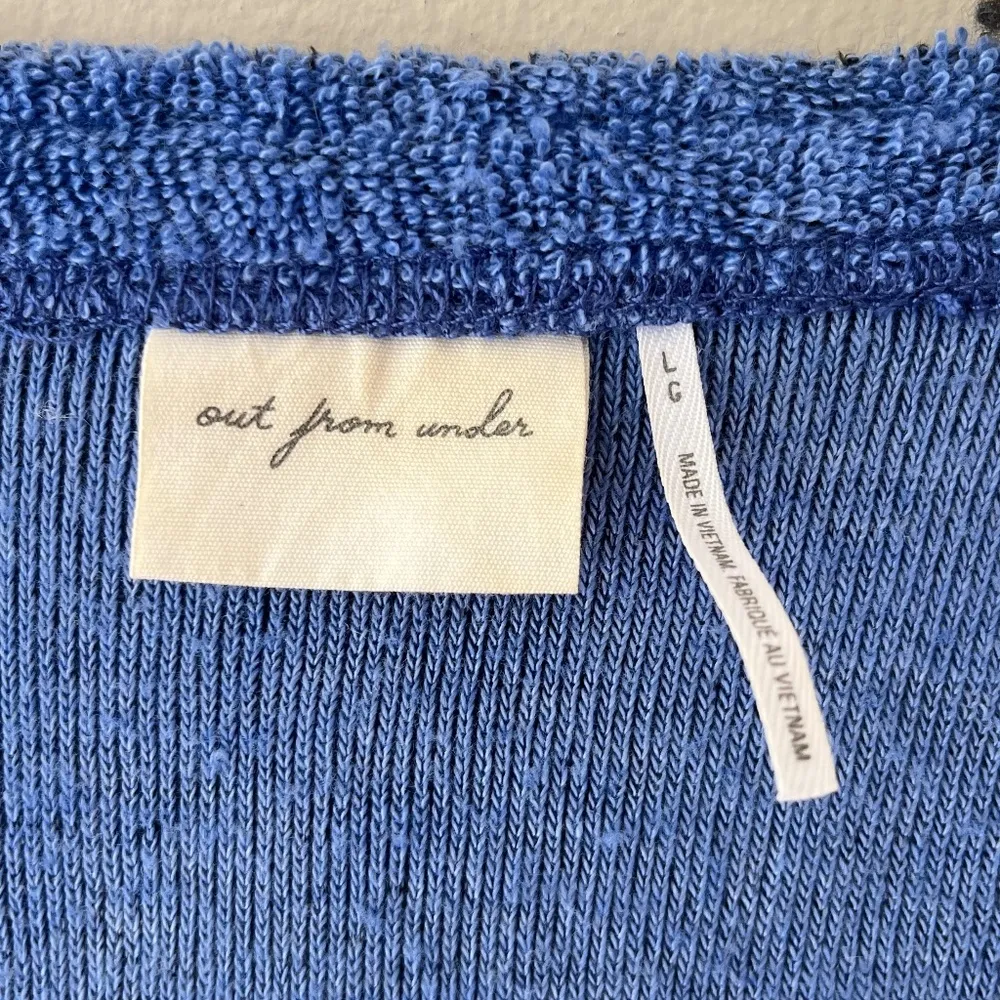 out from under
LG
MADE IN VIETNAM. FABRIQUÉ AU VIETNAM